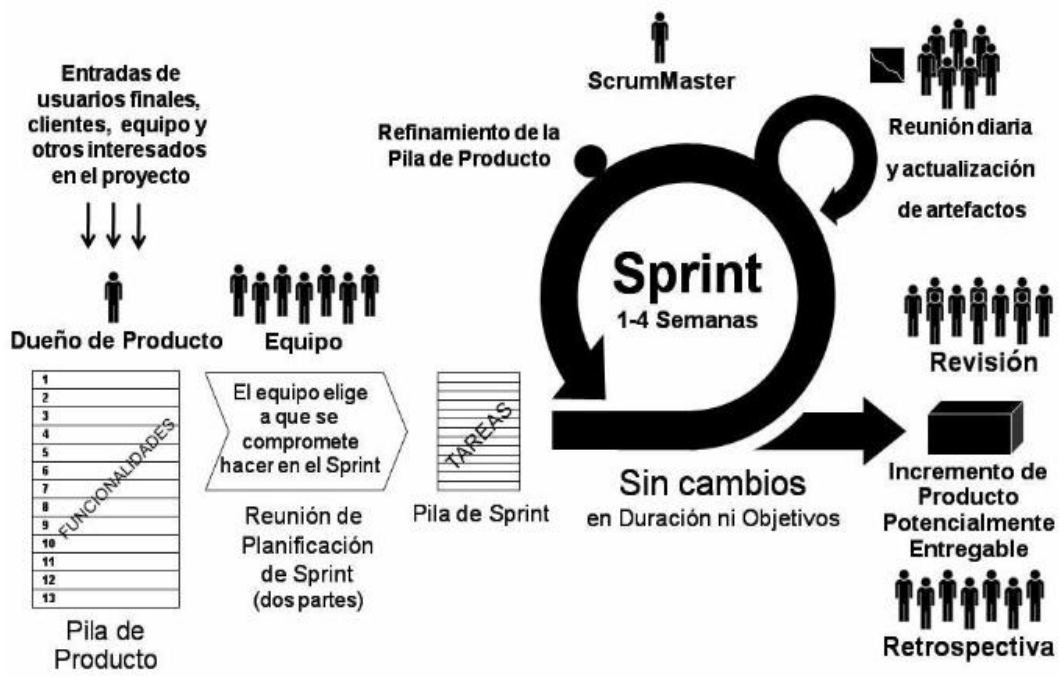 Entradas de
usuarios finales,
clientes, equipo y
otros interesados
en el proyecto
Dueño de Producto
1
2
3
4
5
6
7
8
9
10
11
12
13
FUNCIONALIDADES
Pila de
Producto
Equipo
El equipo elige
a que se
compromete
hacer en el Sprint
Reunión de
Planificación
de Sprint
(dos partes)
TAREAS
Pila de Sprint
ScrumMaster
Refinamiento de la
Pila de Producto
Sprint
1-4 Semanas
Sin cambios
en Duración ni Objetivos
Reunión diaria
y actualización
de artefactos
Revisión
Incremento de
Producto
Potencialmente
Entregable
Retrospectiva